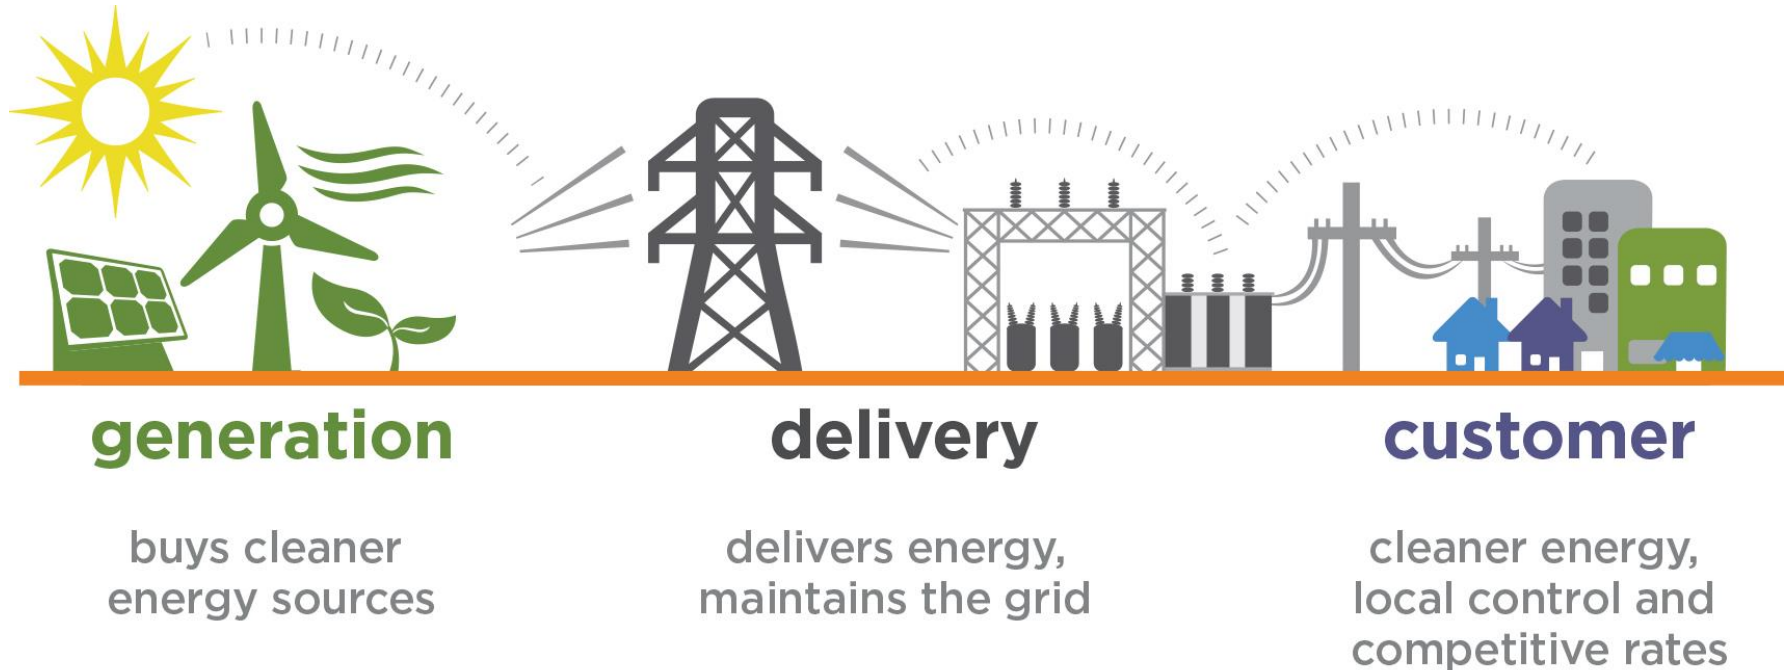 generation
buys cleaner
energy sources
delivery
delivers energy,
maintains the grid
customer
cleaner energy,
local control and
competitive rates